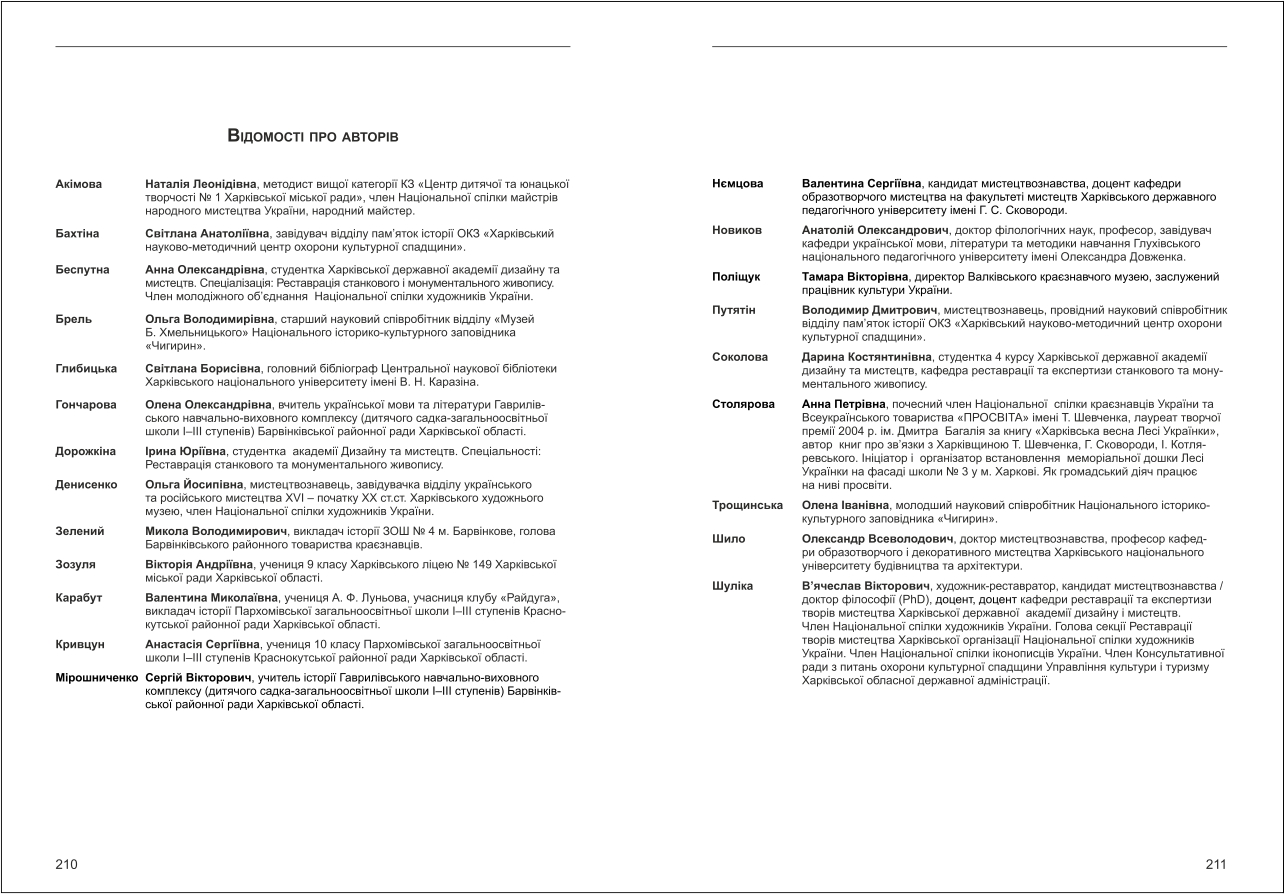 Відомості про авторів
Акімова Наталія Леонідівна, методист вищої категорії КЗ «Центр дитячої та юнацької
творчості № 1 Харківської міської ради», член Національної спілки майстрів
народного мистецтва України, народний майстер.
Бахтіна Світлана Анатоліївна, завідувач відділу пам’яток історії ОКЗ «Харківський
науково-методичний центр охорони культурної спадщини».
Беспутна Анна Олександрівна, студентка Харківської державної академії дизайну та
мистецтв. Спеціалізація: Реставрація станкового і монументального живопису.
Член молодіжного об’єднання Національної спілки художників України.
Брель Ольга Володимирівна, старший науковий співробітник відділу «Музей
Б. Хмельницького» Національного історико-культурного заповідника
«Чигирин».
Глибицька Світлана Борисівна, головний бібліограф Центральної наукової бібліотеки
Харківського національного університету імені В. Н. Каразіна.
Гончарова Олена Олександрівна, вчитель української мови та літератури Гаврилів-
ського навчально-виховного комплексу (дитячого садка-загальноосвітньої
школи І–ІІІ ступенів) Барвінківської районної ради Харківської області.
Дорожкіна Ірина Юріївна, студентка академії Дизайну та мистецтв. Спеціальності:
Реставрація станкового та монументального живопису.
Денисенко Ольга Йосипівна, мистецтвознавець, завідувачка відділу українського
та російського мистецтва XVI – початку XX ст.ст. Харківського художнього
музею, член Національної спілки художників України.
Зелений Микола Володимирович, викладач історії ЗОШ № 4 м. Барвінкове, голова
Барвінківського районного товариства краєзнавців.
Зозуля Вікторія Андріївна, учениця 9 класу Харківського ліцею № 149 Харківської
міської ради Харківської області.
Карабут Валентина Миколаївна, учениця А. Ф. Луньова, учасниця клубу «Райдуга»,
викладач історії Пархомівської загальноосвітньої школи І–ІІІ ступенів Красно-
кутської районної ради Харківської області.
Кривцун Анастасія Сергіївна, учениця 10 класу Пархомівської загальноосвітньої
школи І–ІІІ ступенів Краснокутської районної ради Харківської області.
Мірошниченко Сергій Вікторович, учитель історії Гаврилівського навчально-виховного
комплексу (дитячого садка-загальноосвітньої школи І–ІІІ ступенів) Барвінків-
ської районної ради Харківської області.
210
Нємцова Валентина Сергіївна, кандидат мистецтвознавства, доцент кафедри
образотворчого мистецтва на факультеті мистецтв Харківського державного
педагогічного університету імені Г. С. Сковороди.
Новиков Анатолій Олександрович, доктор філологічних наук, професор, завідувач
кафедри української мови, літератури та методики навчання Глухівського
національного педагогічного університету імені Олександра Довженка.
Поліщук Тамара Вікторівна, директор Валківського краєзнавчого музею, заслужений
працівник культури України.
Путятін Володимир Дмитрович, мистецтвознавець, провідний науковий співробітник
відділу пам’яток історії ОКЗ «Харківський науково-методичний центр охорони
культурної спадщини».
Соколова Дарина Костянтинівна, студентка 4 курсу Харківської державної академії
дизайну та мистецтв, кафедра реставрації та експертизи станкового та мону-
ментального живопису.
Столярова Анна Петрівна, почесний член Національної спілки краєзнавців України та
Всеукраїнського товариства «ПРОСВІТА» імені Т. Шевченка, лауреат творчої
премії 2004 р. ім. Дмитра Багалія за книгу «Харківська весна Лесі Українки»,
автор книг про зв’язки з Харківщиною Т. Шевченка, Г. Сковороди, І. Котля-
ревського. Ініціатор і організатор встановлення меморіальної дошки Лесі
Українки на фасаді школи № 3 у м. Харкові. Як громадський діяч працює
на ниві просвіти.
Трощинська Олена Іванівна, молодший науковий співробітник Національного історико-
культурного заповідника «Чигирин».
Шило Олександр Всеволодович, доктор мистецтвознавства, професор кафед-
ри образотворчого і декоративного мистецтва Харківського національного
університету будівництва та архітектури.
Шуліка В’ячеслав Вікторович, художник-реставратор, кандидат мистецтвознавства /
доктор філософії (PhD), доцент, доцент кафедри реставрації та експертизи
творів мистецтва Харківської державної академії дизайну і мистецтв.
Член Національної спілки художників України. Голова секції Реставрації
творів мистецтва Харківської організації Національної спілки художників
України. Член Національної спілки іконописців України. Член Консультативної
ради з питань охорони культурної спадщини Управління культури і туризму
Харківської обласної державної адміністрації.
211